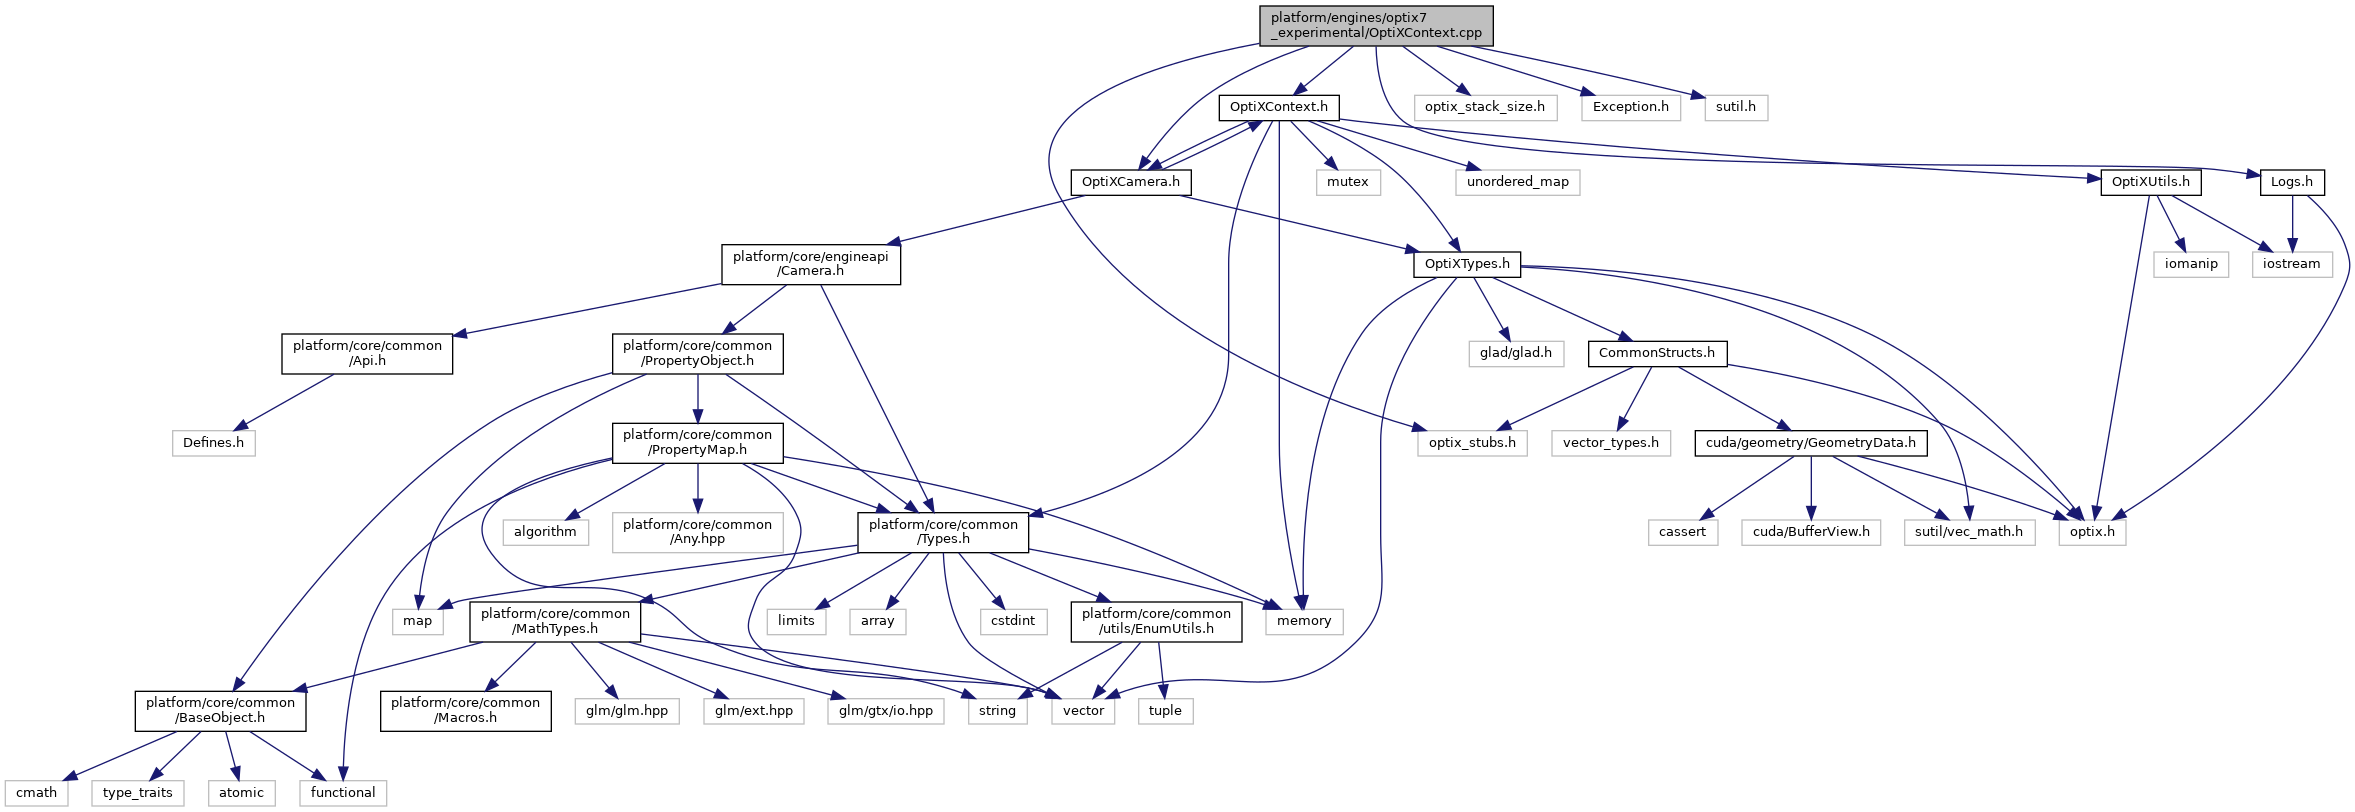 platform/engines/optix7
_experimental/OptiXContext.cpp
OptiXContext.h
optix_stack_size.h
Exception.h
sutil.h
OptiXCamera.h
mutex
unordered_map
OptiXUtils.h
Logs.h
platform/core/engineapi
/Camera.h
OptiXTypes.h
iomanip
iostream
platform/core/common
/Api.h
platform/core/common
/PropertyObject.h
glad/glad.h
CommonStructs.h
Defines.h
platform/core/common
/PropertyMap.h
optix_stubs.h
vector_types.h
cuda/geometry/GeometryData.h
algorithm
platform/core/common
/Any.hpp
platform/core/common
/Types.h
cassert
cuda/BufferView.h
sutil/vec_math.h
optix.h
map
platform/core/common
/MathTypes.h
limits
array
cstdint
platform/core/common
/utils/EnumUtils.h
memory
platform/core/common
/BaseObject.h
platform/core/common
/Macros.h
glm/glm.hpp
glm/ext.hpp
glm/gtx/io.hpp
string
vector
tuple
cmath
type_traits
atomic
functional